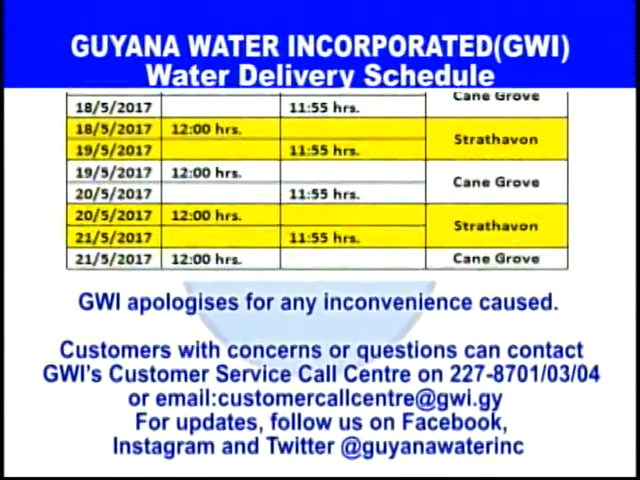 GUYANA WATER INCORPORATED(GWI)
Water Delivery Schedule
18/5/2017 11:55 hrs. Cane Grove
18/5/2017 12:00 hrs. Strathavon
19/5/2017 11:55 hrs.
19/5/2017 12:00 hrs. Cane Grove
20/5/2017 11:55 hrs.
20/5/2017 12:00 hrs. Strathavon
21/5/2017 11:55 hrs.
21/5/2017 12:00 hrs. Cane Grove
GWI apologises for any inconvenience caused.
Customers with concerns or questions can contact
GWI's Customer Service Call Centre on 227-8701/03/04
or email:customercallcentre@gwi.gy
For updates, follow us on Facebook,
Instagram and Twitter @guyanawaterinc